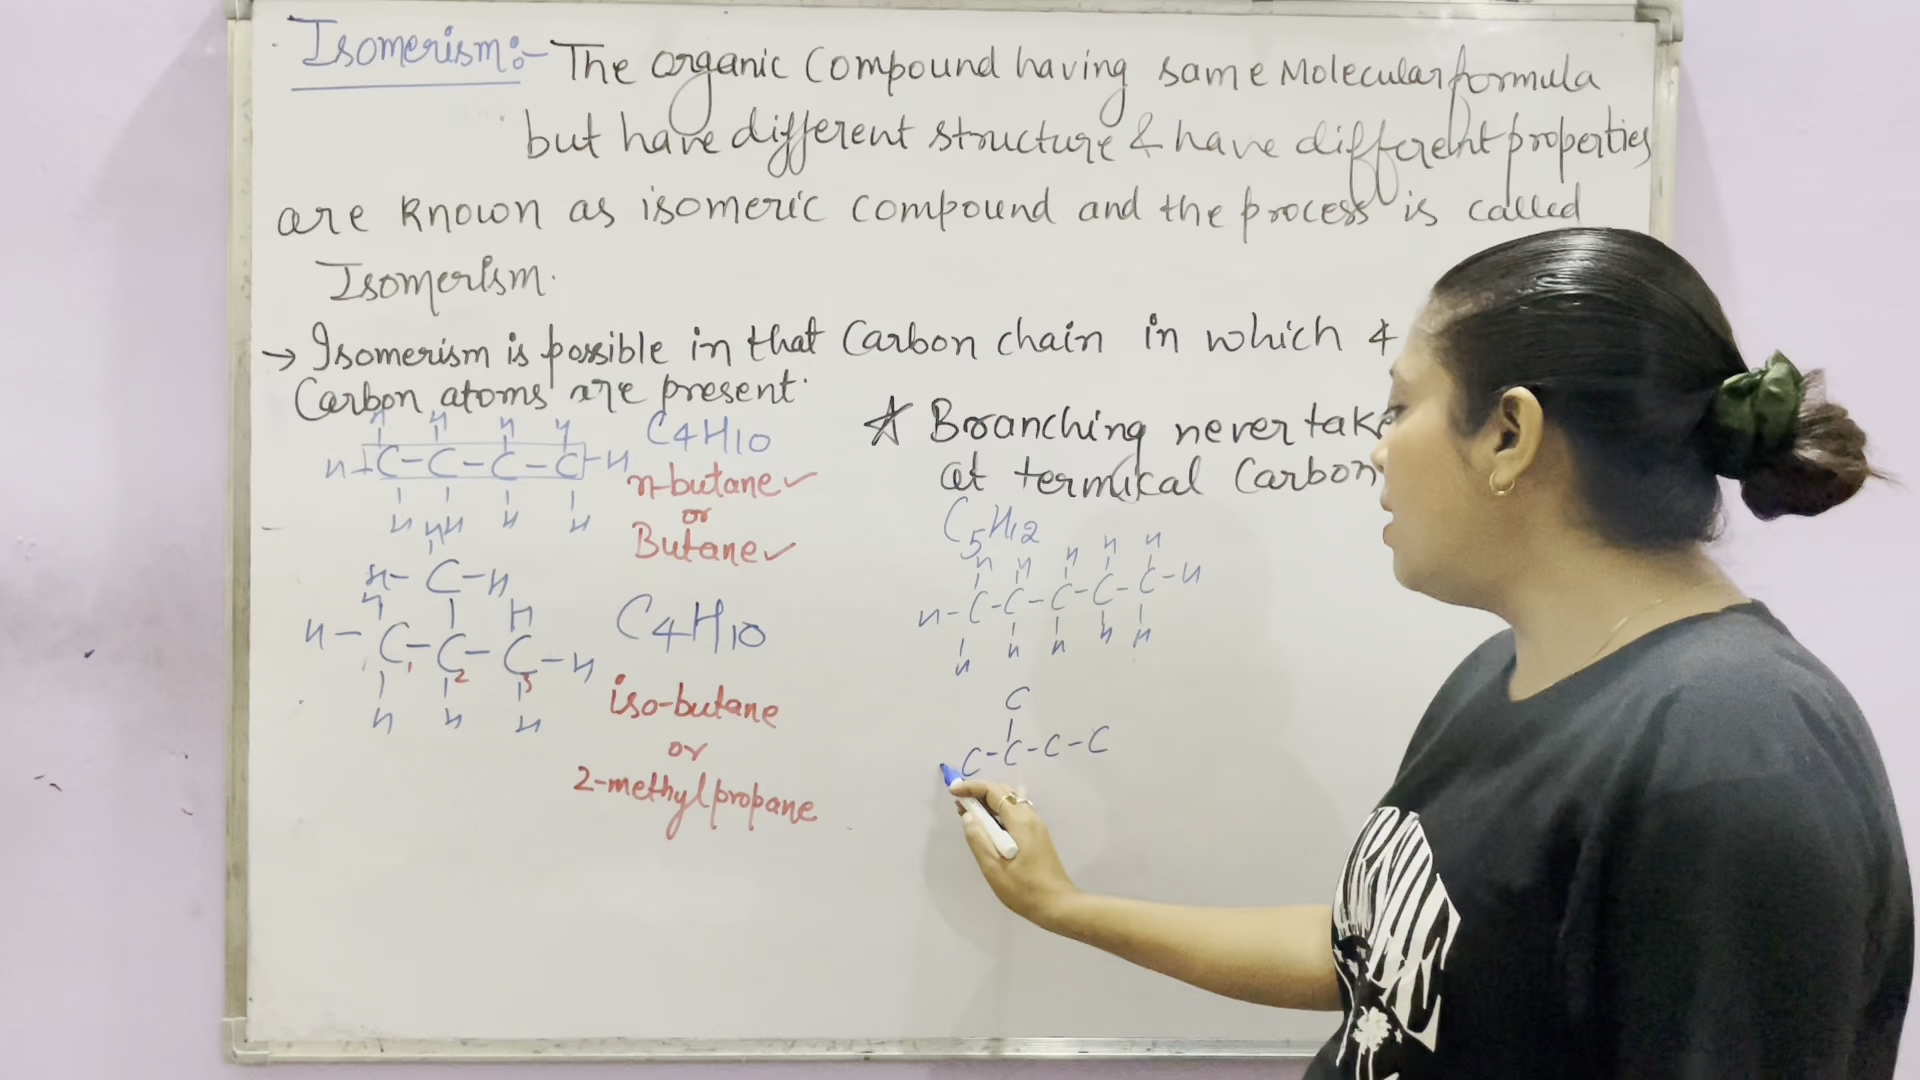 Isomerism:- The organic Compound having same Molecular formula
but have different structure & have different properties
are known as isomeric compound and the process is called
Isomerism.
→ Isomerism is possible in that Carbon chain in which 4
Carbon atoms are present.
H H H H
H-C-C-C-C-H
H H H H
C4H10
n-butane ✓
or
Butane ✓
H
H-C-H
H H
H-C-C-C-H
1 2 3
H H H
C4H10
iso-butane
or
2-methylpropane
☆ Branching never take
at termical Carbon
C5H12
H H H H H
H-C-C-C-C-C-H
H H H H H
C
C-C-C-C